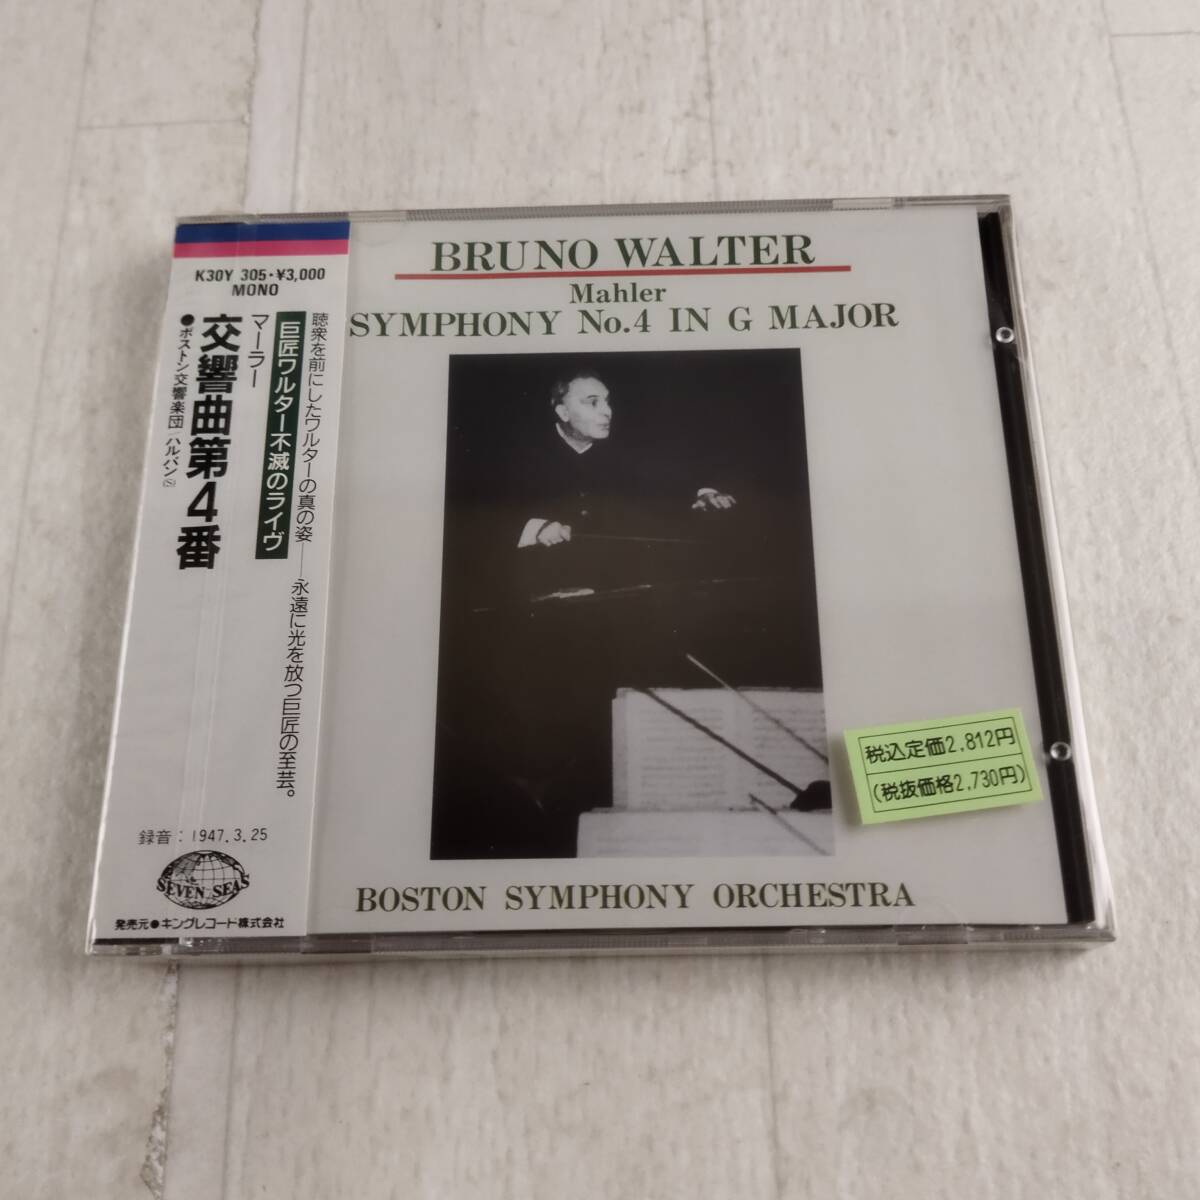 K30Y 305・¥3,000
MONO
聴衆を前にしたワルターの真の姿——永遠に光を放つ巨匠の至芸。
巨匠ワルター不滅のライヴ
マーラー
交響曲第4番
●ボストン交響楽団/ハルバン(S)
録音：1947.3.25
SEVEN SEAS
発売元●キングレコード株式会社
BRUNO WALTER
Mahler
SYMPHONY No.4 IN G MAJOR
税込定価2,812円
(税抜価格2,730円)
BOSTON SYMPHONY ORCHESTRA